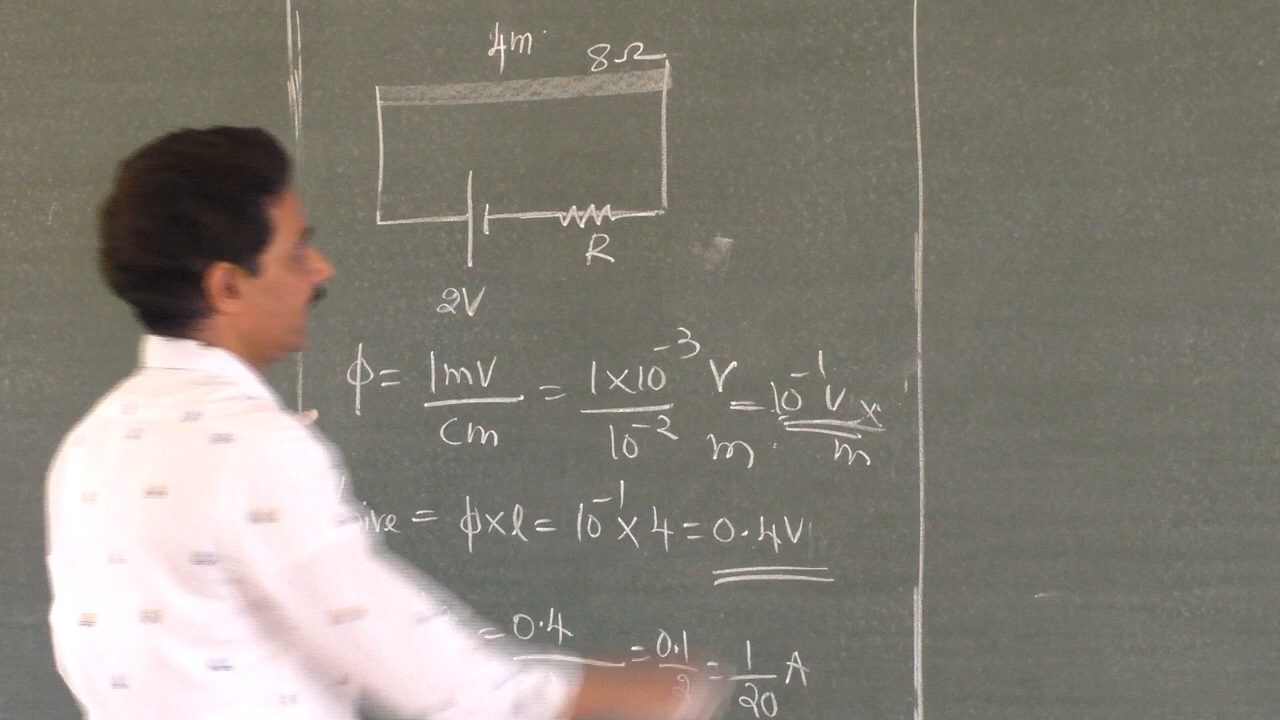 4m 8Ω
R
2V
ϕ = 1mV/cm = 1×10⁻³ V/10⁻² m = 10⁻¹ V/m
= ϕ×l = 10⁻¹ × 4 = 0.4V
= 0.4 = 0.1/2 = 1/20 A